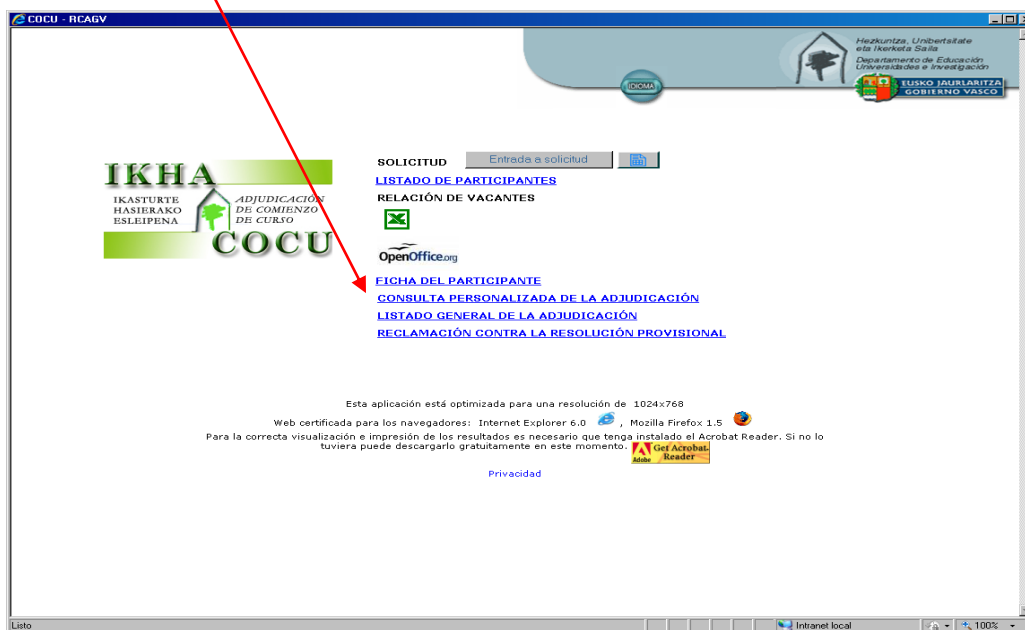 COCU - RCAGV
Hezkuntza, Unibertsitate
eta Ikerketa Saila
Departamento de Educación
Universidades e Investigación
IDIOMA
EUSKO JAURLARITZA
GOBIERNO VASCO
IKHA
IKASTURTE
HASIERAKO
ESLEIPENA
ADJUDICACIÓN
DE COMIENZO
DE CURSO
COCU
SOLICITUD Entrada a solicitud
LISTADO DE PARTICIPANTES
RELACIÓN DE VACANTES
OpenOffice.org
FICHA DEL PARTICIPANTE
CONSULTA PERSONALIZADA DE LA ADJUDICACIÓN
LISTADO GENERAL DE LA ADJUDICACIÓN
RECLAMACIÓN CONTRA LA RESOLUCIÓN PROVISIONAL
Esta aplicación está optimizada para una resolución de 1024x768
Web certificada para los navegadores: Internet Explorer 6.0 , Mozilla Firefox 1.5
Para la correcta visualización e impresión de los resultados es necesario que tenga instalado el Acrobat Reader. Si no lo
tuviera puede descargarlo gratuitamente en este momento. Get Acrobat Reader Adobe
Privacidad
Listo Intranet local 100%